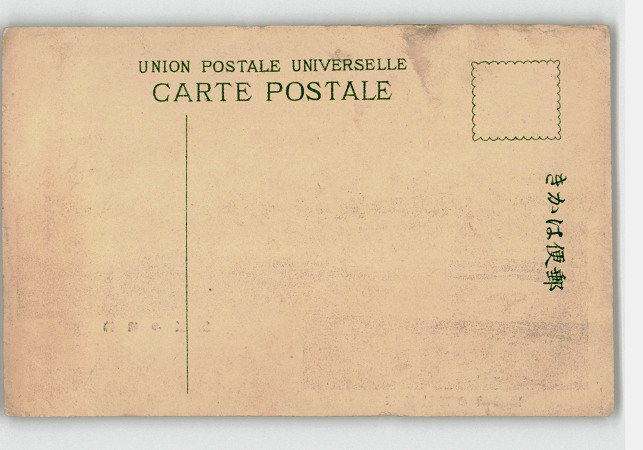 UNION POSTALE UNIVERSELLE
CARTE POSTALE
きかは便郵